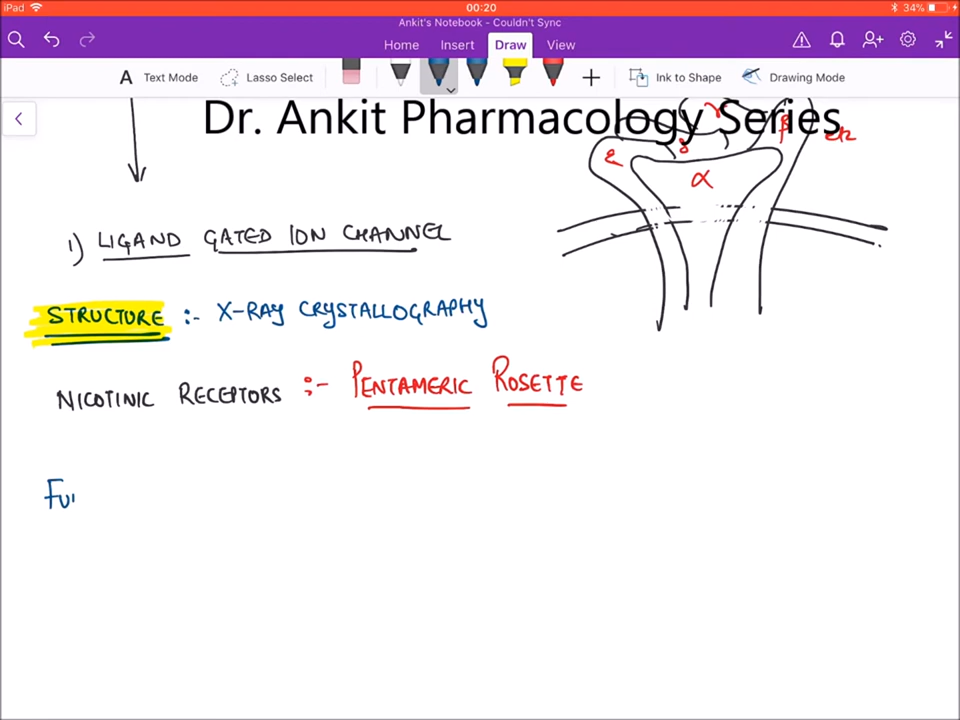 iPad 00:20 34%
Ankit's Notebook - Couldn't Sync
Home Insert Draw View
A Text Mode Lasso Select Ink to Shape Drawing Mode
Dr. Ankit Pharmacology Series
γ β
ε δ
α
1) LIGAND GATED ION CHANNEL
STRUCTURE :- X-RAY CRYSTALLOGRAPHY
NICOTINIC RECEPTORS :- PENTAMERIC ROSETTE